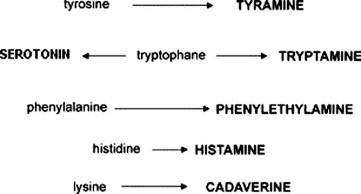 tyrosine TYRAMINE
SEROTONIN tryptophane TRYPTAMINE
phenylalanine PHENYLETHYLAMINE
histidine HISTAMINE
lysine CADAVERINE